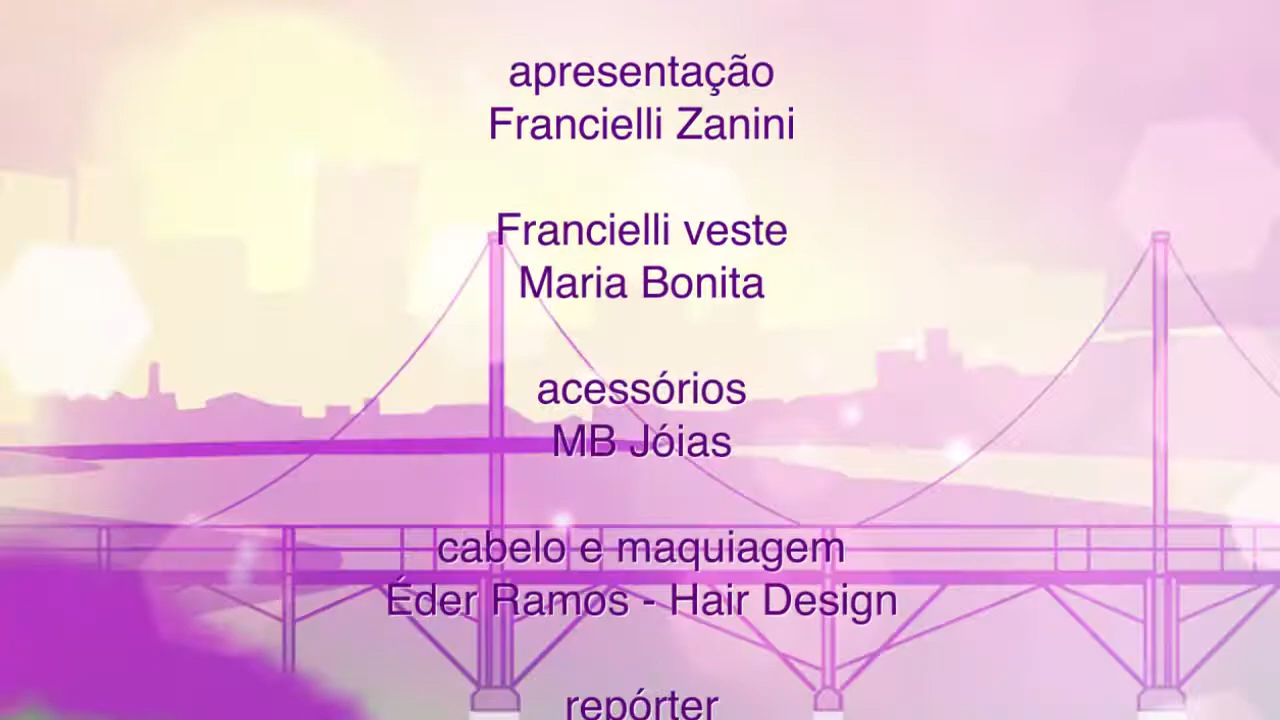 apresentação
Francielli Zanini
Francielli veste
Maria Bonita
acessórios
MB Jóias
cabelo e maquiagem
Éder Ramos - Hair Design
repórter